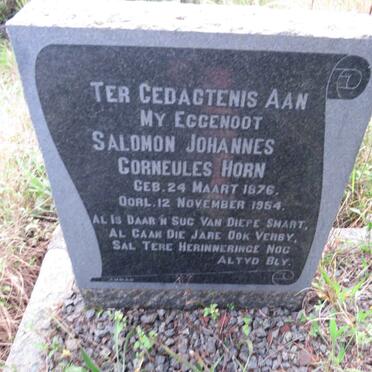 TER GEDAGTENIS AAN
MY EGGENOOT
SALOMON JOHANNES
CORNEULES HORN
GEB. 24 MAART 1876.
OORL. 12 NOVEMBER 1954.
AL IS DAAR'N SUG VAN DIEPE SMART,
AL GAAN DIE JARE OOK VERBY,
SAL TERE HERINNERINGE NOG
ALTYD BLY.